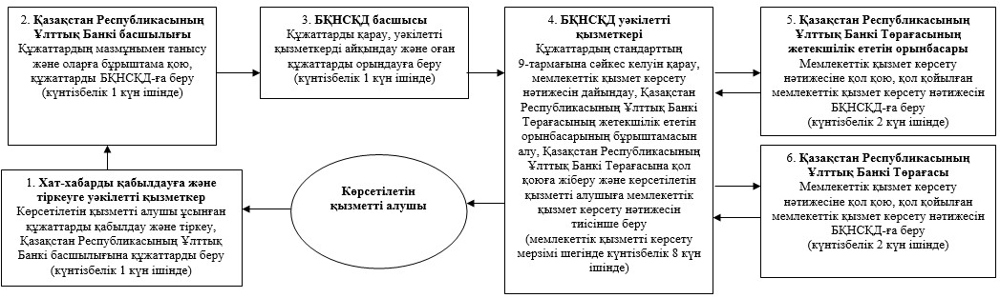 2. Қазақстан Республикасының
Ұлттық Банкі басшылығы
Құжаттардың мазмұнымен танысу
және оларға бұрыштама қою,
құжаттарды БҚНСҚД-ға беру
(күнтізбелік 1 күн ішінде)
3. БҚНСҚД басшысы
Құжаттарды қарау, уәкілетті
қызметкерді айқындау және оған
құжаттарды орындауға беру
(күнтізбелік 1 күн ішінде)
4. БҚНСҚД уәкілетті
қызметкері
Құжаттардың стандарттың
9-тармағына сәйкес келуін қарау,
мемлекеттік қызмет көрсету
нәтижесін дайындау, Қазақстан
Республикасының Ұлттық Банкі
Төрағасының жетекшілік ететін
орынбасарының бұрыштамасын
алу, Қазақстан Республикасының
Ұлттық Банкі Төрағасына қол
қоюға жіберу және көрсетілетін
қызметті алушыға мемлекеттік
қызмет көрсету нәтижесін
тиісінше беру
(мемлекеттік қызметті көрсету
мерзімі шегінде күнтізбелік 8 күн
ішінде)
5. Қазақстан Республикасының
Ұлттық Банкі Төрағасының
жетекшілік ететін орынбасары
Мемлекеттік қызмет көрсету
нәтижесіне қол қою, қол қойылған
мемлекеттік қызмет көрсету нәтижесін
БҚНСҚД-ға беру
(күнтізбелік 2 күн ішінде)
6. Қазақстан Республикасының
Ұлттық Банкі Төрағасы
Мемлекеттік қызмет көрсету
нәтижесіне қол қою, қол қойылған
мемлекеттік қызмет көрсету нәтижесін
БҚНСҚД-ға беру
(күнтізбелік 2 күн ішінде)
1. Хат-хабарды қабылдауға және
тіркеуге уәкілетті қызметкер
Көрсетілетін қызметті алушы ұсынған
құжаттарды қабылдау және тіркеу,
Қазақстан Республикасының Ұлттық
Банкі басшылығына құжаттарды беру
(күнтізбелік 1 күн ішінде)
Көрсетілетін
қызметті алушы